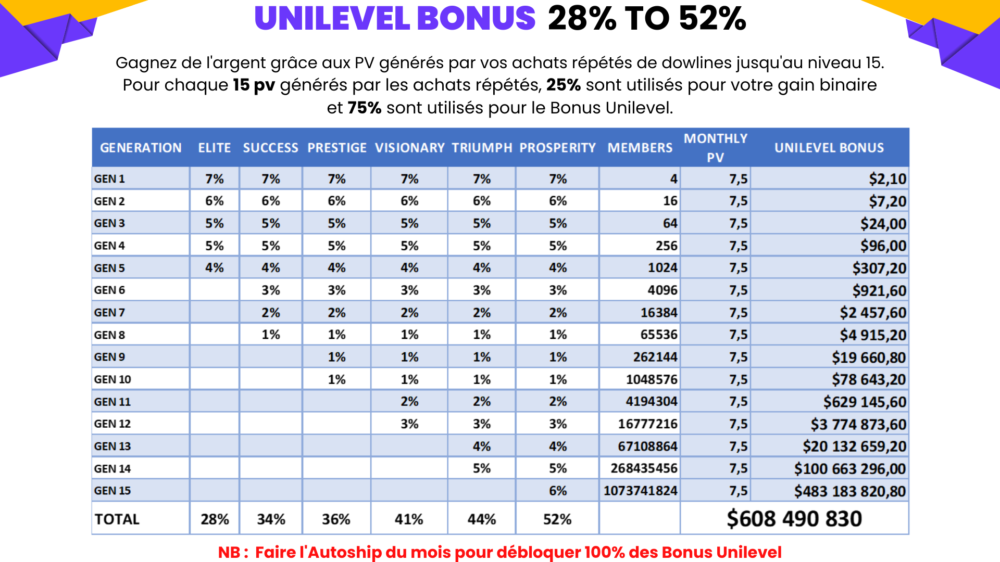 UNILEVEL BONUS 28% TO 52%
Gagnez de l'argent grâce aux PV générés par vos achats répétés de dowlines jusqu'au niveau 15.
Pour chaque 15 pv générés par les achats répétés, 25% sont utilisés pour votre gain binaire
et 75% sont utilisés pour le Bonus Unilevel.
GENERATION ELITE SUCCESS PRESTIGE VISIONARY TRIUMPH PROSPERITY MEMBERS MONTHLY PV UNILEVEL BONUS
GEN 1 7% 7% 7% 7% 7% 7% 4 7,5 $2,10
GEN 2 6% 6% 6% 6% 6% 6% 16 7,5 $7,20
GEN 3 5% 5% 5% 5% 5% 5% 64 7,5 $24,00
GEN 4 5% 5% 5% 5% 5% 5% 256 7,5 $96,00
GEN 5 4% 4% 4% 4% 4% 4% 1024 7,5 $307,20
GEN 6 3% 3% 3% 3% 3% 4096 7,5 $921,60
GEN 7 2% 2% 2% 2% 2% 16384 7,5 $2 457,60
GEN 8 1% 1% 1% 1% 1% 65536 7,5 $4 915,20
GEN 9 1% 1% 1% 1% 262144 7,5 $19 660,80
GEN 10 1% 1% 1% 1% 1048576 7,5 $78 643,20
GEN 11 2% 2% 2% 4194304 7,5 $629 145,60
GEN 12 3% 3% 3% 16777216 7,5 $3 774 873,60
GEN 13 4% 4% 67108864 7,5 $20 132 659,20
GEN 14 5% 5% 268435456 7,5 $100 663 296,00
GEN 15 6% 1073741824 7,5 $483 183 820,80
TOTAL 28% 34% 36% 41% 44% 52% $608 490 830
NB : Faire l'Autoship du mois pour débloquer 100% des Bonus Unilevel